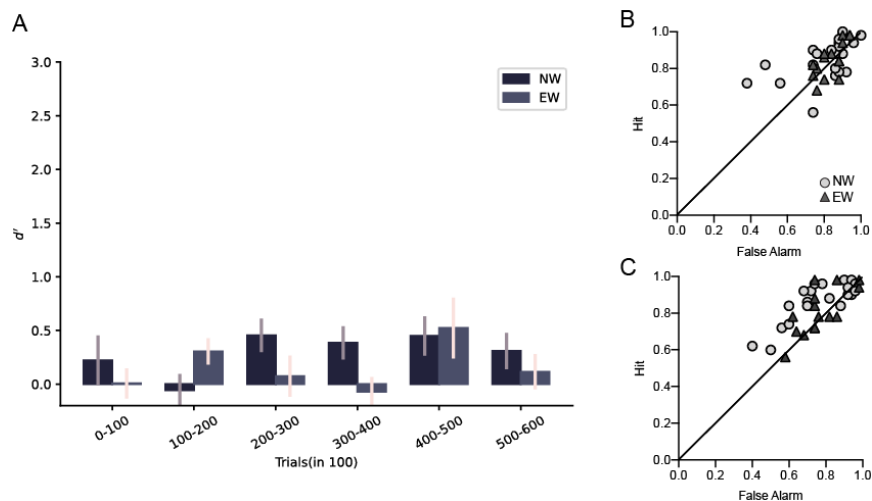 A
3.0
2.5
2.0
1.5
1.0
0.5
0.0
d'
NW
EW
0-100
100-200
200-300
300-400
400-500
500-600
Trials(in 100)
B
1.0
0.8
0.6
0.4
0.2
0.0
Hit
NW
EW
0.0 0.2 0.4 0.6 0.8 1.0
False Alarm
C
1.0
0.8
0.6
0.4
0.2
0.0
Hit
0.0 0.2 0.4 0.6 0.8 1.0
False Alarm